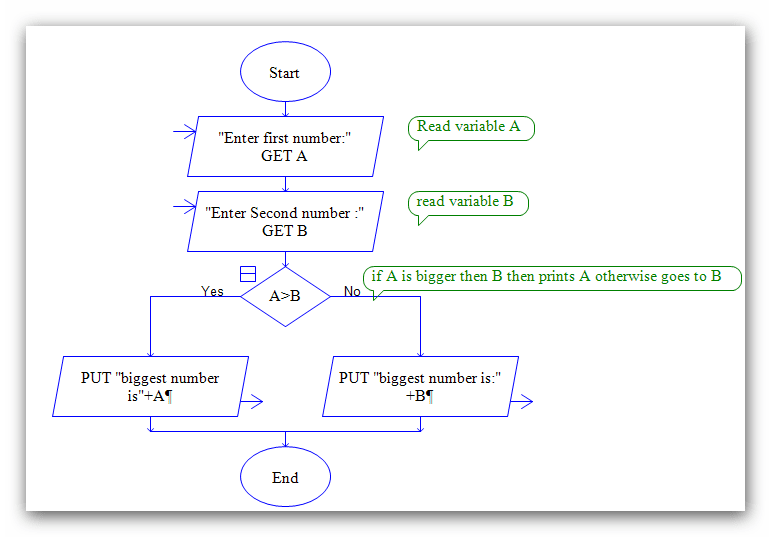 Start
"Enter first number:"
GET A
Read variable A
"Enter Second number :"
GET B
read variable B
if A is bigger then B then prints A otherwise goes to B
Yes
A>B
No
PUT "biggest number
is"+A¶
PUT "biggest number is:"
+B¶
End